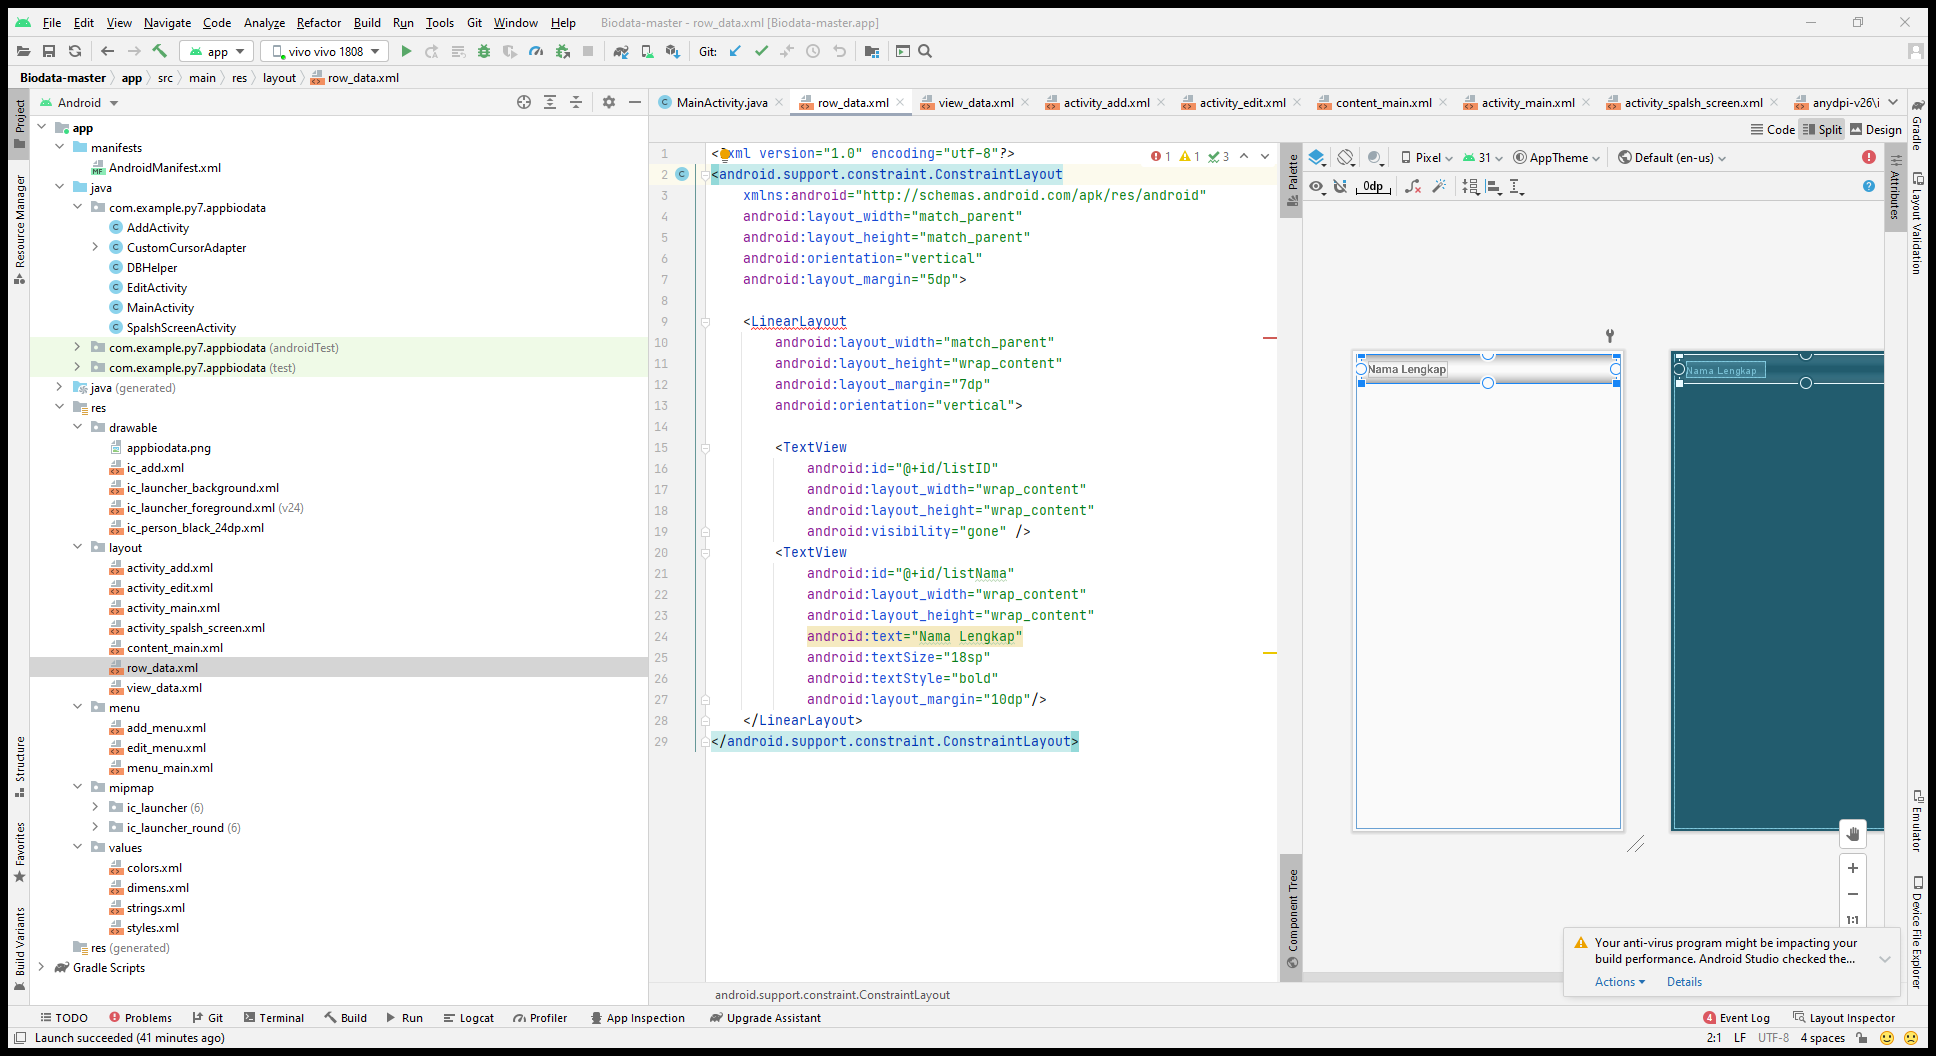 File Edit View Navigate Code Analyze Refactor Build Run Tools Git Window Help Biodata-master - row_data.xml [Biodata-master.app]
app vivo vivo 1808 Git:
Biodata-master app src main res layout row_data.xml
Project
Resource Manager
Structure
Favorites
Build Variants
Android
app
manifests
AndroidManifest.xml
java
com.example.py7.appbiodata
AddActivity
CustomCursorAdapter
DBHelper
EditActivity
MainActivity
SpalshScreenActivity
com.example.py7.appbiodata (androidTest)
com.example.py7.appbiodata (test)
java (generated)
res
drawable
appbiodata.png
ic_add.xml
ic_launcher_background.xml
ic_launcher_foreground.xml (v24)
ic_person_black_24dp.xml
layout
activity_add.xml
activity_edit.xml
activity_main.xml
activity_spalsh_screen.xml
content_main.xml
row_data.xml
view_data.xml
menu
add_menu.xml
edit_menu.xml
menu_main.xml
mipmap
ic_launcher (6)
ic_launcher_round (6)
values
colors.xml
dimens.xml
strings.xml
styles.xml
res (generated)
Gradle Scripts
MainActivity.java row_data.xml view_data.xml activity_add.xml activity_edit.xml content_main.xml activity_main.xml activity_spalsh_screen.xml anydpi-v26\i
Code Split Design
1 1 3
1 <?xml version="1.0" encoding="utf-8"?>
2 <android.support.constraint.ConstraintLayout
3 xmlns:android="http://schemas.android.com/apk/res/android"
4 android:layout_width="match_parent"
5 android:layout_height="match_parent"
6 android:orientation="vertical"
7 android:layout_margin="5dp">
8
9 <LinearLayout
10 android:layout_width="match_parent"
11 android:layout_height="wrap_content"
12 android:layout_margin="7dp"
13 android:orientation="vertical">
14
15 <TextView
16 android:id="@+id/listID"
17 android:layout_width="wrap_content"
18 android:layout_height="wrap_content"
19 android:visibility="gone" />
20 <TextView
21 android:id="@+id/listNama"
22 android:layout_width="wrap_content"
23 android:layout_height="wrap_content"
24 android:text="Nama Lengkap"
25 android:textSize="18sp"
26 android:textStyle="bold"
27 android:layout_margin="10dp"/>
28 </LinearLayout>
29 </android.support.constraint.ConstraintLayout>
android.support.constraint.ConstraintLayout
Palette
Component Tree
Pixel 31 AppTheme Default (en-us)
0dp
Nama Lengkap
Nama Lengkap
1:1
Attributes
Gradle
Layout Validation
Emulator
Device File Explorer
Your anti-virus program might be impacting your
build performance. Android Studio checked the...
Actions Details
TODO Problems Git Terminal Build Run Logcat Profiler App Inspection Upgrade Assistant 4 Event Log Layout Inspector
Launch succeeded (41 minutes ago) 2:1 LF UTF-8 4 spaces